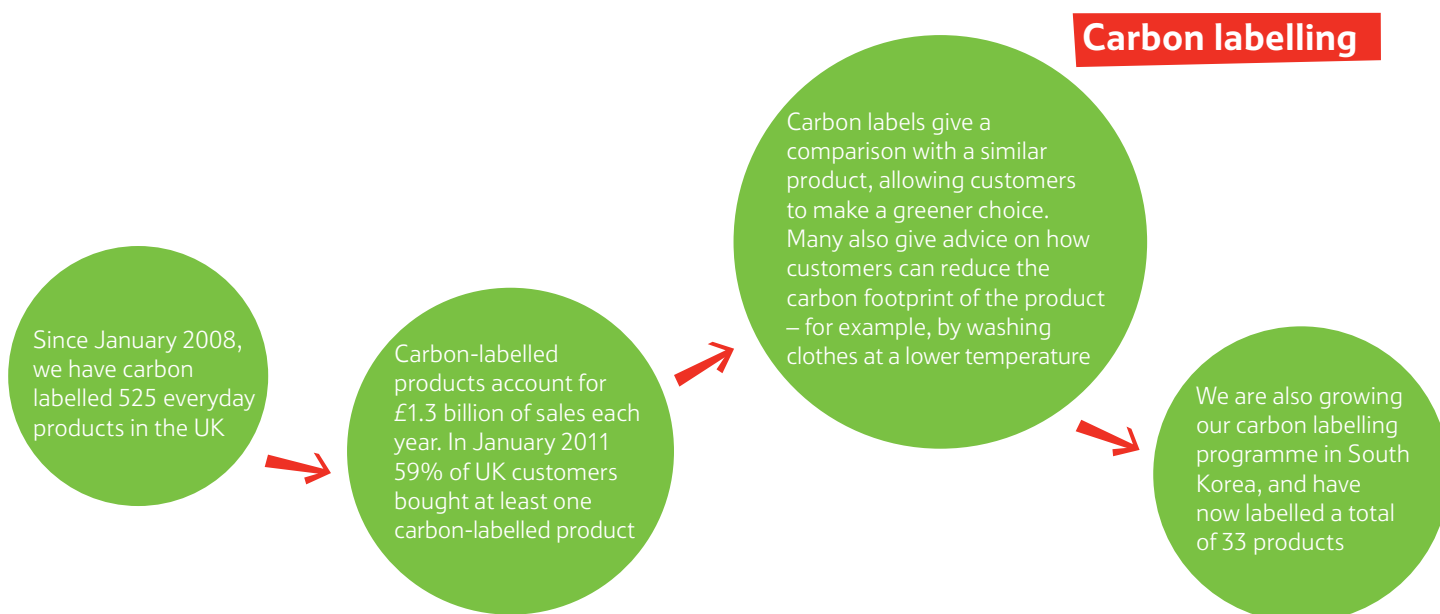 Carbon labelling
Since January 2008,
we have carbon
labelled 525 everyday
products in the UK
Carbon-labelled
products account for
£1.3 billion of sales each
year. In January 2011
59% of UK customers
bought at least one
carbon-labelled product
Carbon labels give a
comparison with a similar
product, allowing customers
to make a greener choice.
Many also give advice on how
customers can reduce the
carbon footprint of the product
– for example, by washing
clothes at a lower temperature
We are also growing
our carbon labelling
programme in South
Korea, and have
now labelled a total
of 33 products